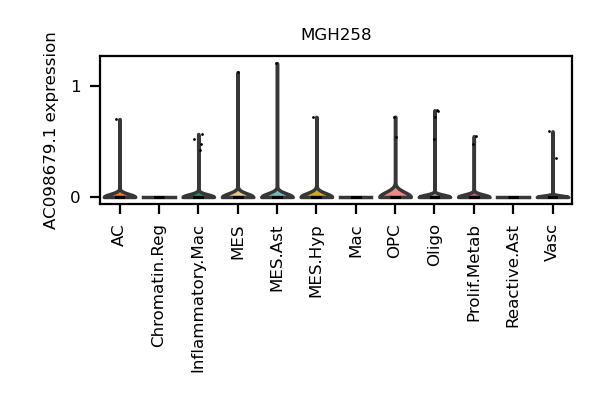 MGH258
AC098679.1 expression
1
0
AC
Chromatin.Reg
Inflammatory.Mac
MES
MES.Ast
MES.Hyp
Mac
OPC
Oligo
Prolif.Metab
Reactive.Ast
Vasc